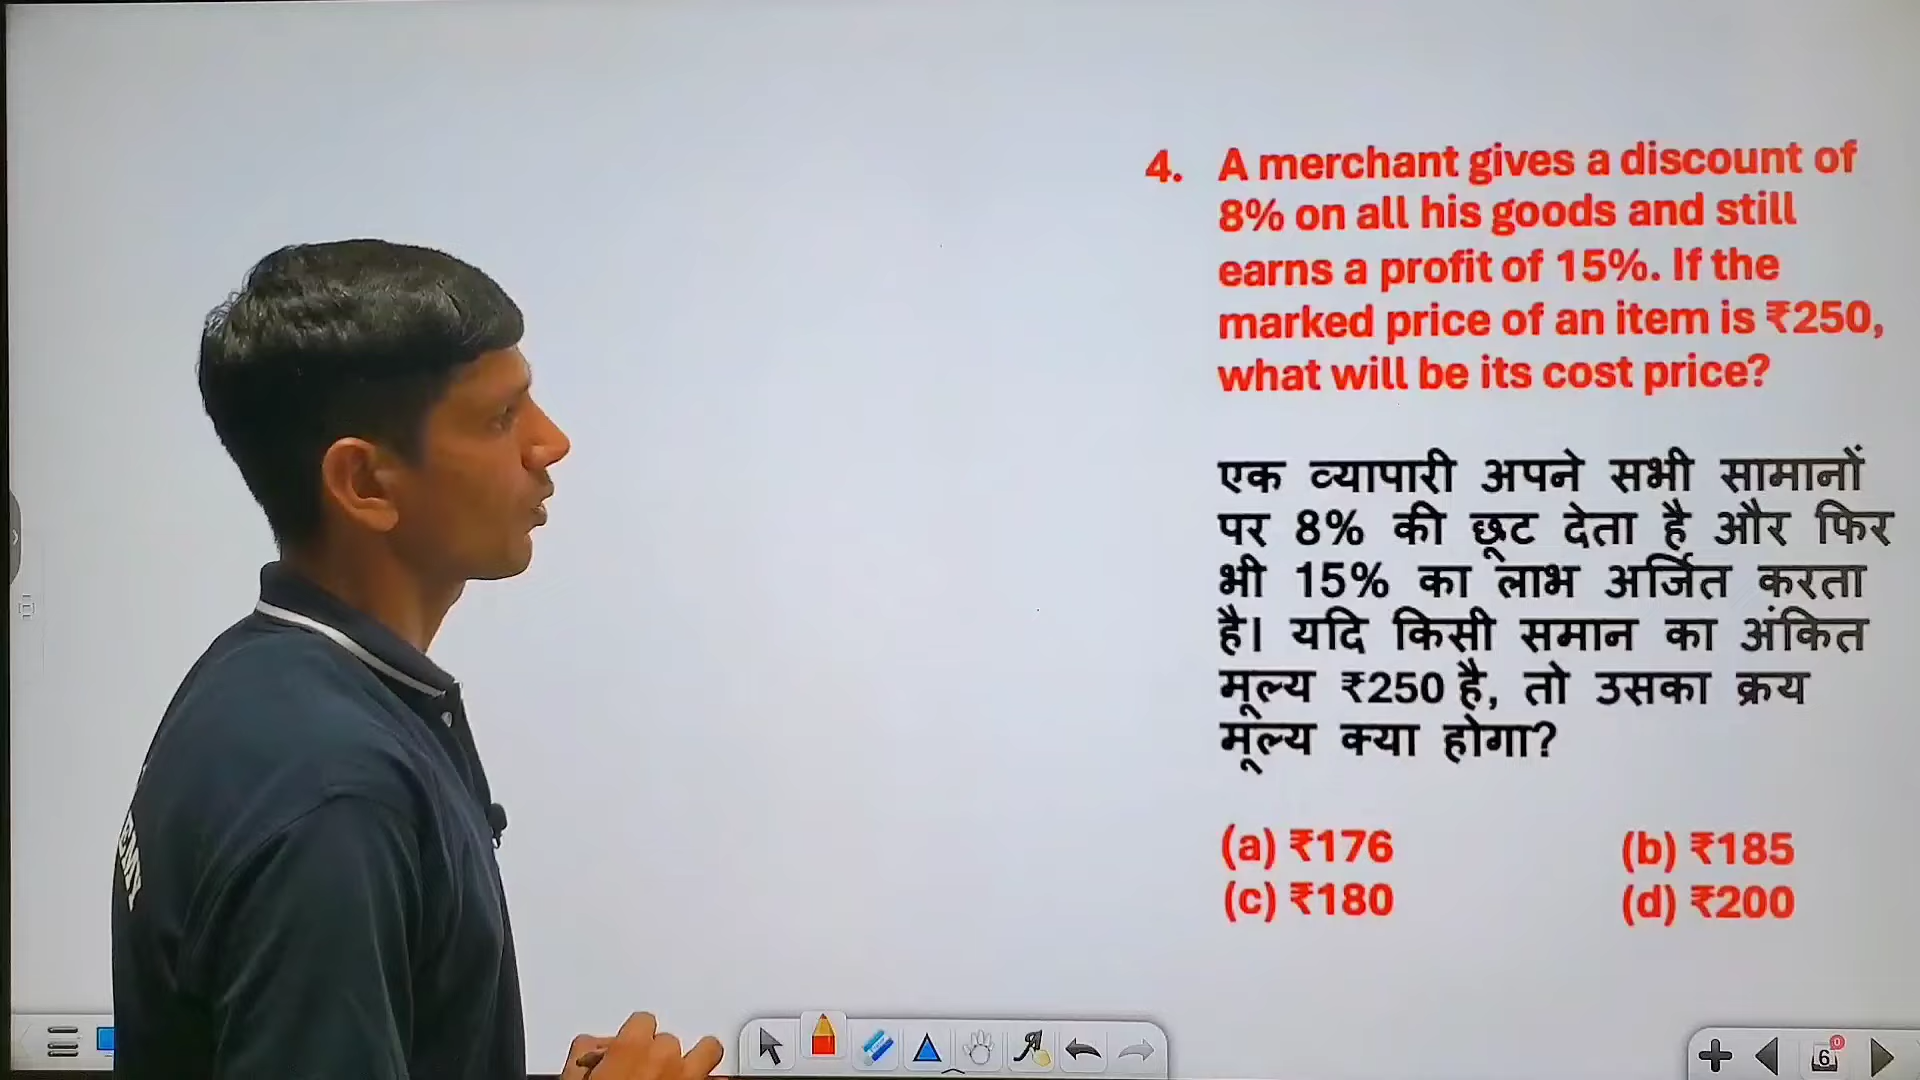 4. A merchant gives a discount of
8% on all his goods and still
earns a profit of 15%. If the
marked price of an item is ₹250,
what will be its cost price?
एक व्यापारी अपने सभी सामानों
पर 8% की छूट देता है और फिर
भी 15% का लाभ अर्जित करता
है। यदि किसी समान का अंकित
मूल्य ₹250 है, तो उसका क्रय
मूल्य क्या होगा?
(a) ₹176 (b) ₹185
(c) ₹180 (d) ₹200
6
0